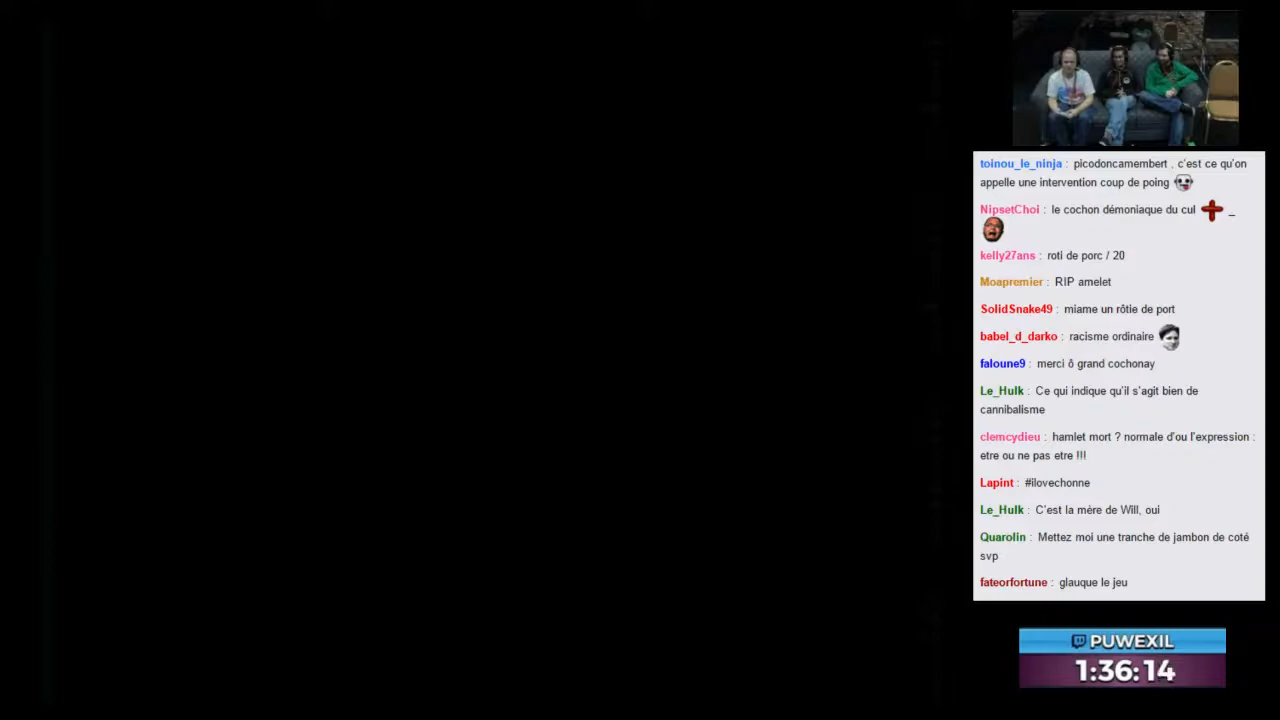 toinou_le_ninja : picodoncamembert , c'est ce qu'on
appelle une intervention coup de poing
NipsetChoi : le cochon démoniaque du cul _
kelly27ans : roti de porc / 20
Moapremier : RIP amelet
SolidSnake49 : miame un rôtie de port
babel_d_darko : racisme ordinaire
faloune9 : merci ô grand cochonay
Le_Hulk : Ce qui indique qu'il s'agit bien de
cannibalisme
clemcydieu : hamlet mort ? normale d'ou l'expression :
etre ou ne pas etre !!!
Lapint : #ilovechonne
Le_Hulk : C'est la mère de Will, oui
Quarolin : Mettez moi une tranche de jambon de coté
svp
fateorfortune : glauque le jeu
PUWEXIL
1:36:14